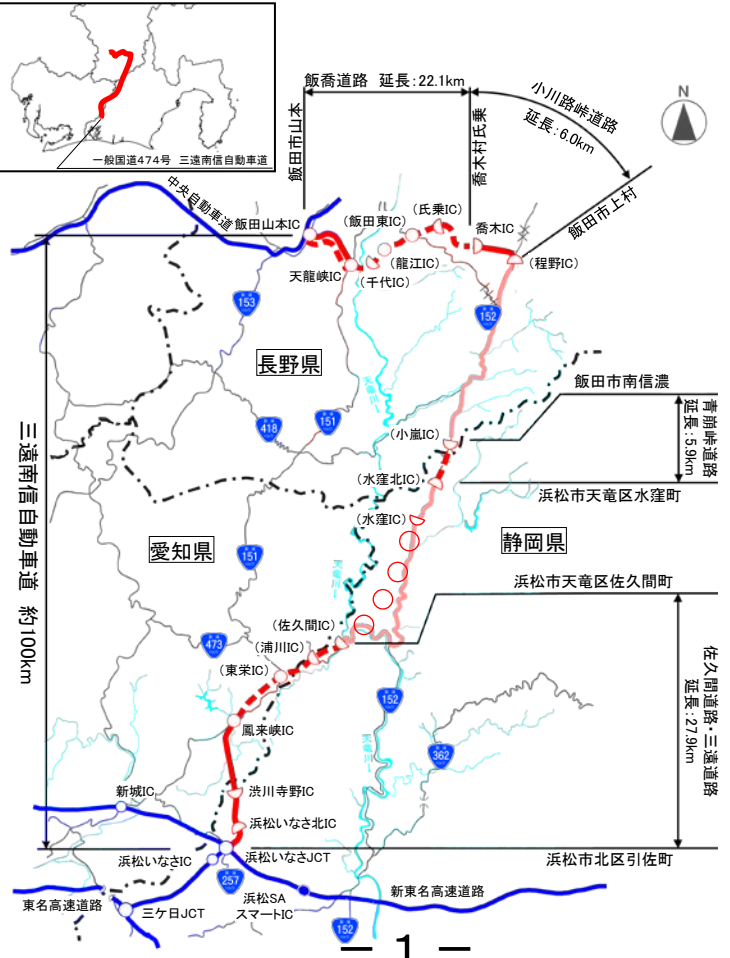 一般国道474号 三遠南信自動車道
飯喬道路 延長：22.1km
小川路峠道路
延長：6.0km
N
飯田市山本
喬木村氏乗
飯田市上村
中央自動車道
飯田山本IC
(飯田東IC)
(氏乗IC)
喬木IC
天龍峡IC
(千代IC)
(龍江IC)
(程野IC)
153
152
長野県
天竜川
151
418
飯田市南信濃
(小嵐IC)
青崩峠道路
延長：5.9km
(水窪北IC)
浜松市天竜区水窪町
(水窪IC)
三遠南信自動車道 約100km
愛知県
静岡県
151
天竜川
浜松市天竜区佐久間町
(佐久間IC)
473
(浦川IC)
(東栄IC)
佐久間道路・三遠道路
延長：27.9km
152
鳳来峡IC
天竜川
362
渋川寺野IC
新城IC
浜松いなさ北IC
浜松いなさIC
浜松いなさJCT
浜松市北区引佐町
257
東名高速道路
三ケ日JCT
浜松SA
スマートIC
新東名高速道路
152
― 1 ―